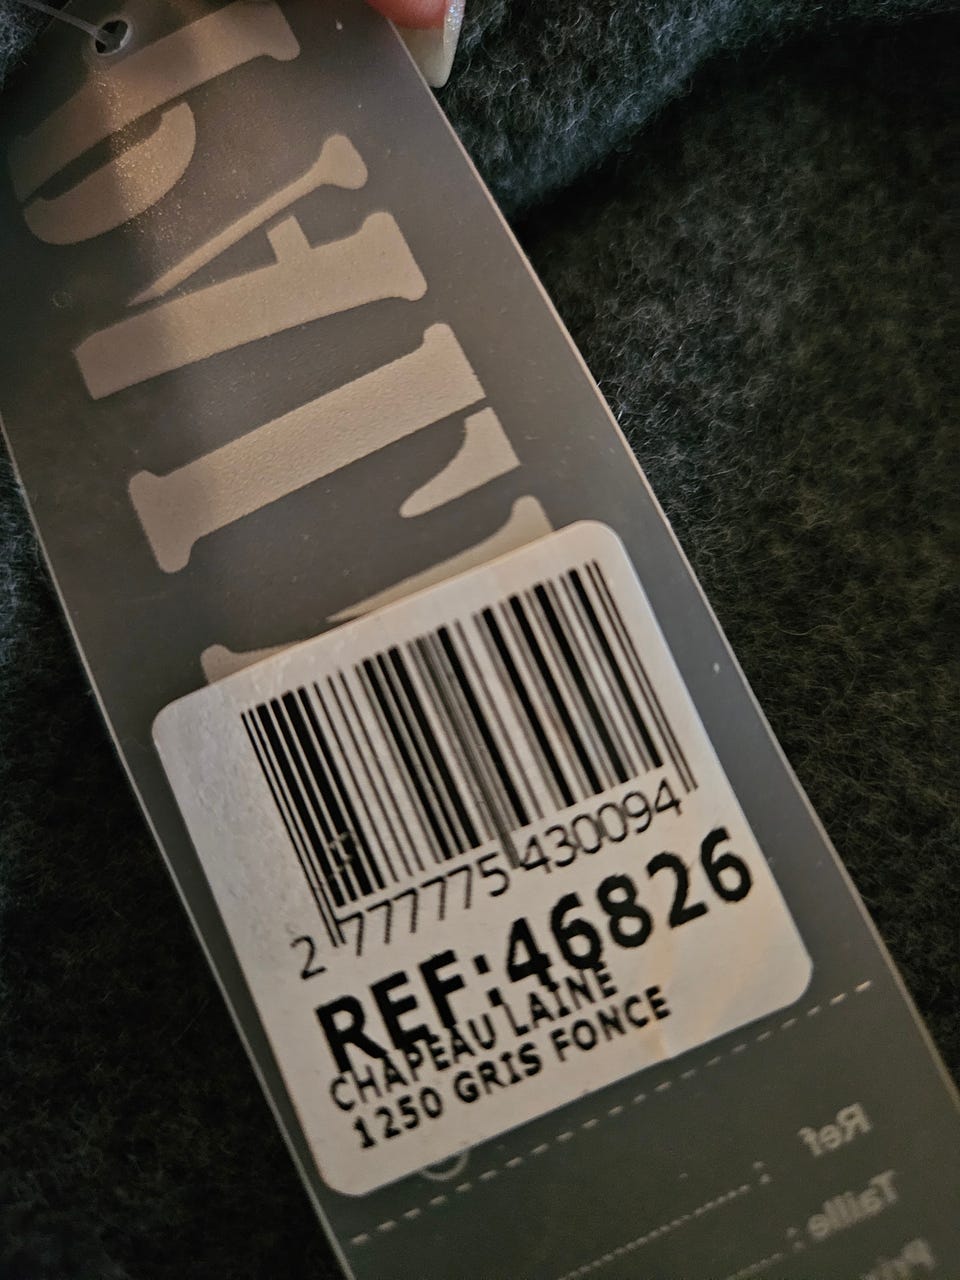 2 777775 430094
REF:46826
CHAPEAU LAINE
1250 GRIS FONCE
Ref :
Taille :